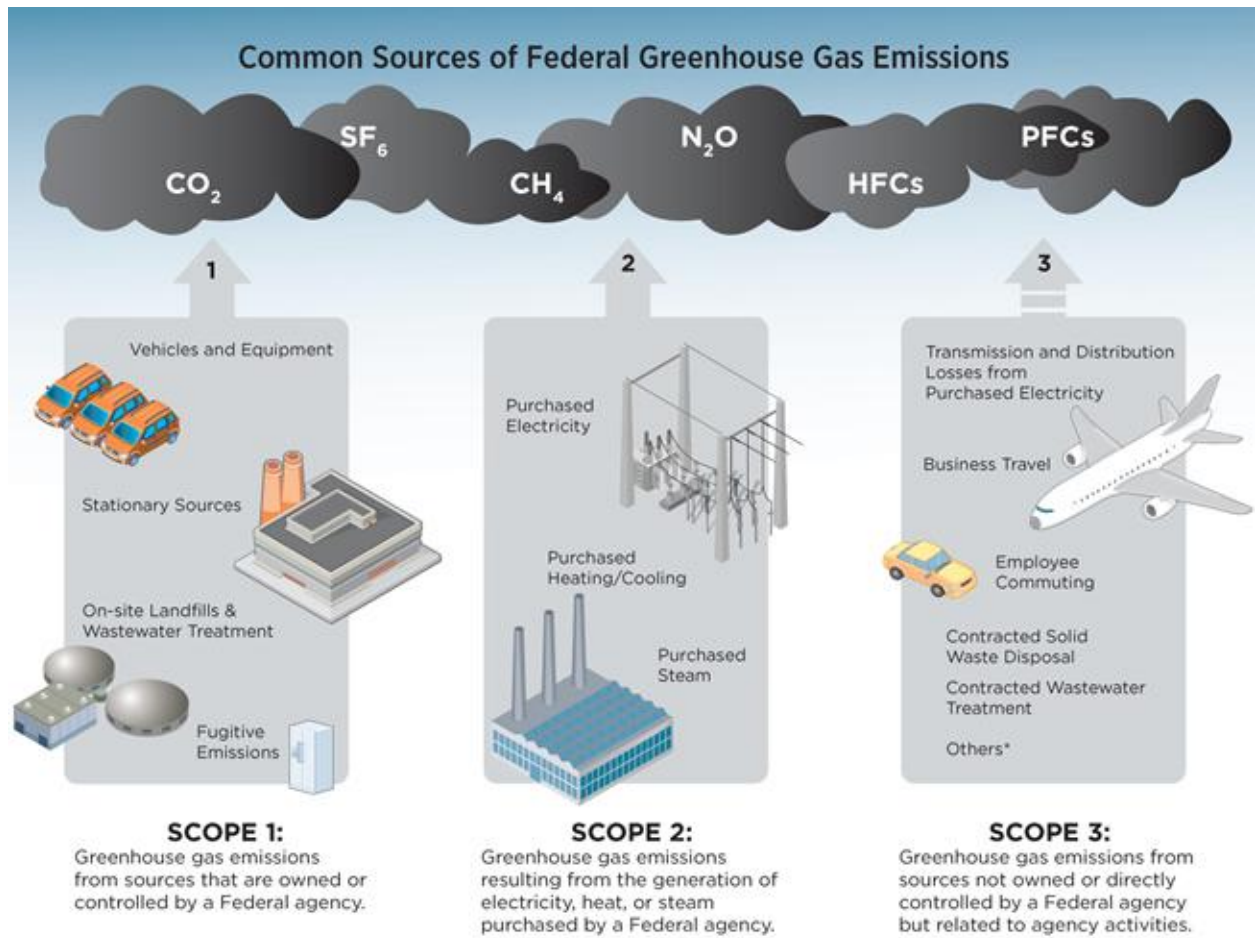 Common Sources of Federal Greenhouse Gas Emissions
CO₂
SF₆
CH₄
N₂O
HFCs
PFCs
1
Vehicles and Equipment
Stationary Sources
On-site Landfills &
Wastewater Treatment
Fugitive
Emissions
SCOPE 1:
Greenhouse gas emissions
from sources that are owned or
controlled by a Federal agency.
2
Purchased
Electricity
Purchased
Heating/Cooling
Purchased
Steam
SCOPE 2:
Greenhouse gas emissions
resulting from the generation of
electricity, heat, or steam
purchased by a Federal agency.
3
Transmission and Distribution
Losses from
Purchased Electricity
Business Travel
Employee
Commuting
Contracted Solid
Waste Disposal
Contracted Wastewater
Treatment
Others*
SCOPE 3:
Greenhouse gas emissions from
sources not owned or directly
controlled by a Federal agency
but related to agency activities.